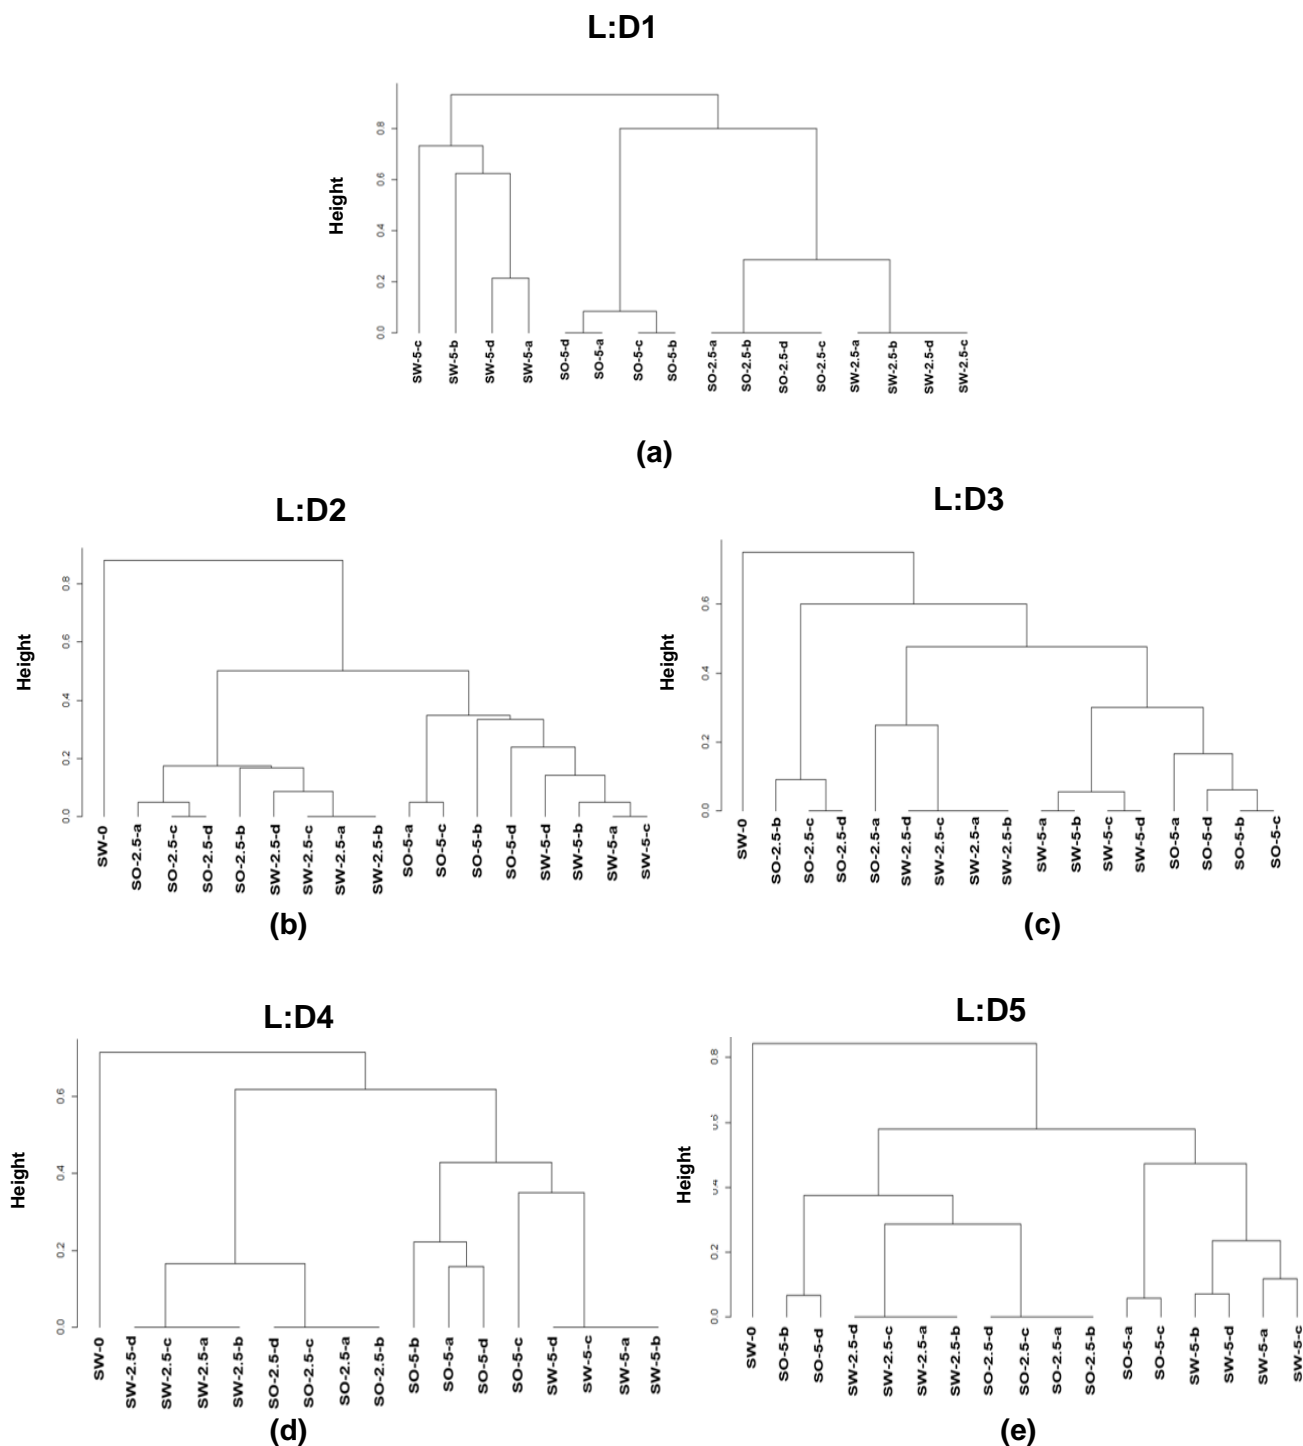 L:D1
Height
0.0 0.2 0.4 0.6 0.8
SW-5-c SW-5-b SW-5-d SW-5-a SO-5-d SO-5-a SO-5-c SO-5-b SO-2.5-a SO-2.5-b SO-2.5-d SO-2.5-c SW-2.5-a SW-2.5-b SW-2.5-d SW-2.5-c
(a)
L:D2
Height
0.0 0.2 0.4 0.6 0.8
SW-0 SO-2.5-a SO-2.5-c SO-2.5-d SO-2.5-b SW-2.5-d SW-2.5-c SW-2.5-a SW-2.5-b SO-5-a SO-5-c SO-5-b SO-5-d SW-5-d SW-5-b SW-5-a SW-5-c
(b)
L:D3
Height
0.0 0.2 0.4 0.6
SW-0 SO-2.5-b SO-2.5-c SO-2.5-d SO-2.5-a SW-2.5-d SW-2.5-c SW-2.5-a SW-2.5-b SW-5-a SW-5-b SW-5-c SW-5-d SO-5-a SO-5-d SO-5-b SO-5-c
(c)
L:D4
Height
0.0 0.2 0.4 0.6
SW-0 SW-2.5-d SW-2.5-c SW-2.5-a SW-2.5-b SO-2.5-d SO-2.5-c SO-2.5-a SO-2.5-b SO-5-b SO-5-a SO-5-d SO-5-c SW-5-d SW-5-c SW-5-a SW-5-b
(d)
L:D5
Height
0.0 0.2 0.4 0.6 0.8
SW-0 SO-5-b SO-5-d SW-2.5-d SW-2.5-c SW-2.5-a SW-2.5-b SO-2.5-d SO-2.5-c SO-2.5-a SO-2.5-b SO-5-a SO-5-c SW-5-b SW-5-d SW-5-a SW-5-c
(e)